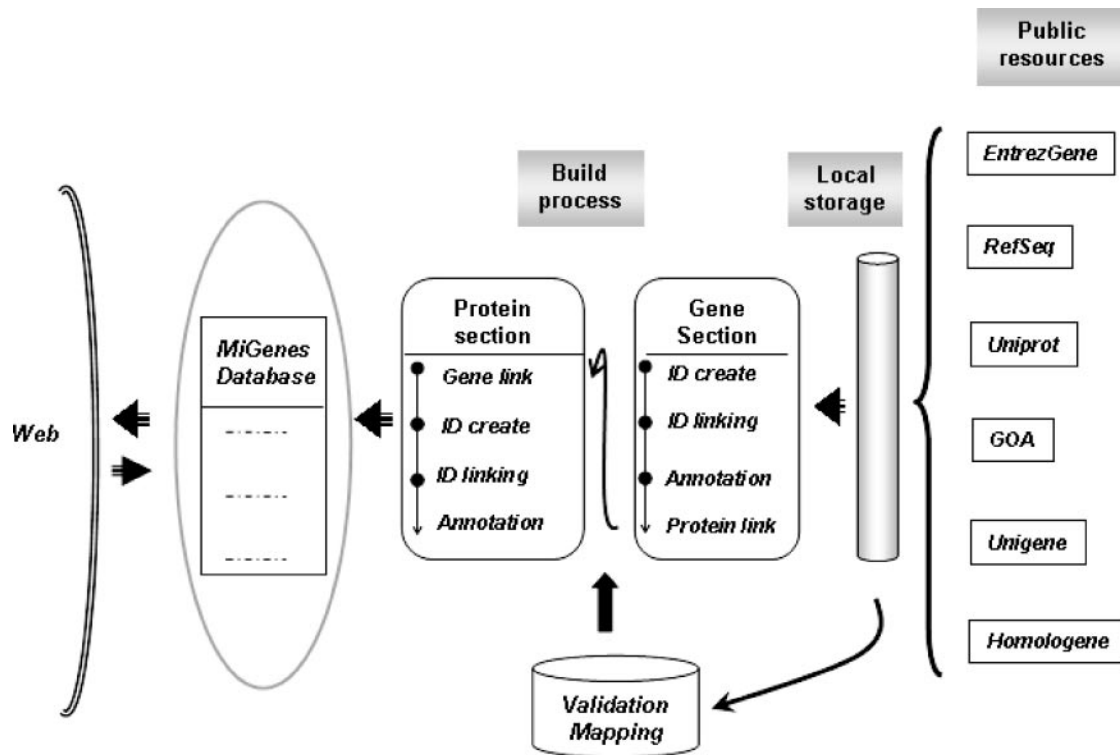 Public
resources
EntrezGene
RefSeq
Uniprot
GOA
Unigene
Homologene
Local
storage
Build
process
Gene
Section
ID create
ID linking
Annotation
Protein link
Protein
section
Gene link
ID create
ID linking
Annotation
Validation
Mapping
MiGenes
Database
Web